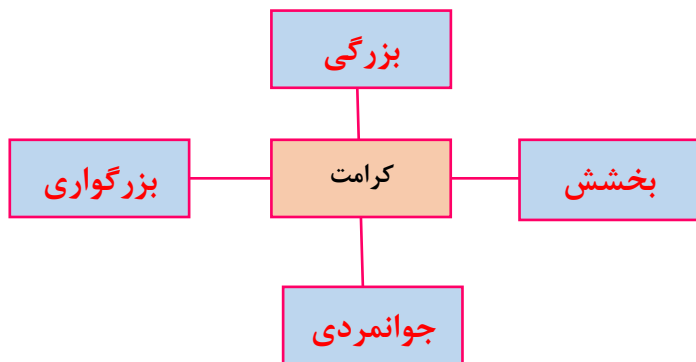 بزرگی
بخشش
کرامت
بزرگواری
جوانمردی